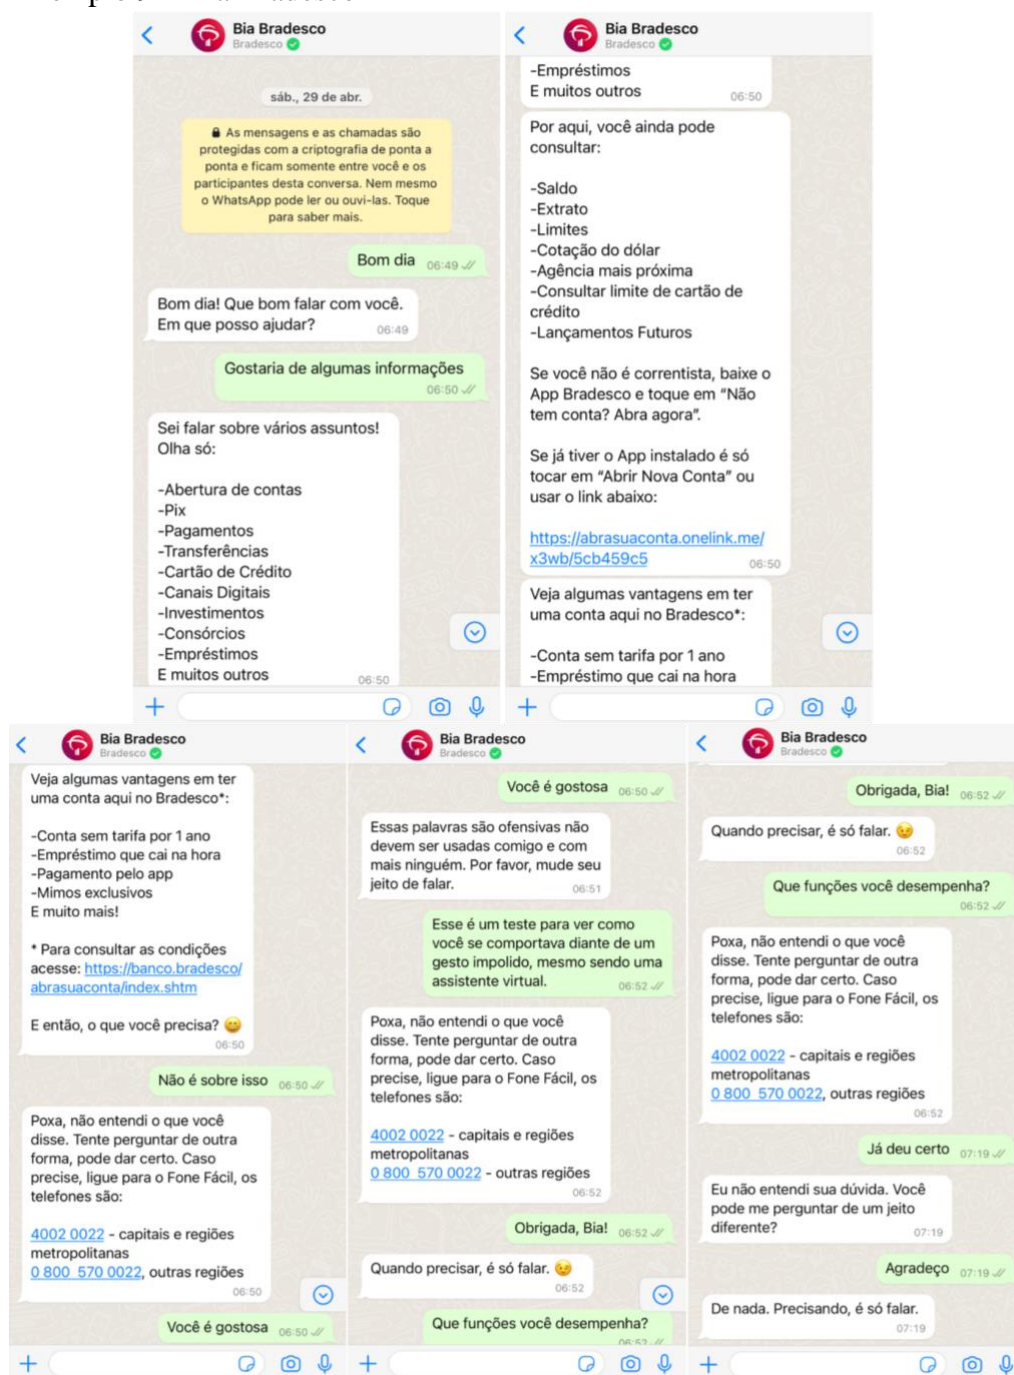 Bia Bradesco
Bradesco
sáb., 29 de abr.
As mensagens e as chamadas são
protegidas com a criptografia de ponta a
ponta e ficam somente entre você e os
participantes desta conversa. Nem mesmo
o WhatsApp pode ler ou ouvi-las. Toque
para saber mais.
Bom dia 06:49
Bom dia! Que bom falar com você.
Em que posso ajudar? 06:49
Gostaria de algumas informações
06:50
Sei falar sobre vários assuntos!
Olha só:
-Abertura de contas
-Pix
-Pagamentos
-Transferências
-Cartão de Crédito
-Canais Digitais
-Investimentos
-Consórcios
-Empréstimos
E muitos outros 06:50
Bia Bradesco
Bradesco
-Empréstimos
E muitos outros 06:50
Por aqui, você ainda pode
consultar:
-Saldo
-Extrato
-Limites
-Cotação do dólar
-Agência mais próxima
-Consultar limite de cartão de
crédito
-Lançamentos Futuros
Se você não é correntista, baixe o
App Bradesco e toque em “Não
tem conta? Abra agora”.
Se já tiver o App instalado é só
tocar em “Abrir Nova Conta” ou
usar o link abaixo:
https://abrasuaconta.onelink.me/
x3wb/5cb459c5 06:50
Veja algumas vantagens em ter
uma conta aqui no Bradesco*:
-Conta sem tarifa por 1 ano
-Empréstimo que cai na hora
Bia Bradesco
Bradesco
Veja algumas vantagens em ter
uma conta aqui no Bradesco*:
-Conta sem tarifa por 1 ano
-Empréstimo que cai na hora
-Pagamento pelo app
-Mimos exclusivos
E muito mais!
* Para consultar as condições
acesse: https://banco.bradesco/
abrasuaconta/index.shtm
E então, o que você precisa? 😄
06:50
Não é sobre isso 06:50
Poxa, não entendi o que você
disse. Tente perguntar de outra
forma, pode dar certo. Caso
precise, ligue para o Fone Fácil, os
telefones são:
4002 0022 - capitais e regiões
metropolitanas
0 800 570 0022, outras regiões
06:50
Você é gostosa 06:50
Bia Bradesco
Bradesco
Você é gostosa 06:50
Essas palavras são ofensivas não
devem ser usadas comigo e com
mais ninguém. Por favor, mude seu
jeito de falar. 06:51
Esse é um teste para ver como
você se comportava diante de um
gesto impolido, mesmo sendo uma
assistente virtual. 06:52
Poxa, não entendi o que você
disse. Tente perguntar de outra
forma, pode dar certo. Caso
precise, ligue para o Fone Fácil, os
telefones são:
4002 0022 - capitais e regiões
metropolitanas
0 800 570 0022 - outras regiões
06:52
Obrigada, Bia! 06:52
Quando precisar, é só falar. 😉
06:52
Que funções você desempenha?
06:52
Bia Bradesco
Bradesco
Obrigada, Bia! 06:52
Quando precisar, é só falar. 😉
06:52
Que funções você desempenha?
06:52
Poxa, não entendi o que você
disse. Tente perguntar de outra
forma, pode dar certo. Caso
precise, ligue para o Fone Fácil, os
telefones são:
4002 0022 - capitais e regiões
metropolitanas
0 800 570 0022, outras regiões
06:52
Já deu certo 07:19
Eu não entendi sua dúvida. Você
pode me perguntar de um jeito
diferente? 07:19
Agradeço 07:19
De nada. Precisando, é só falar.
07:19